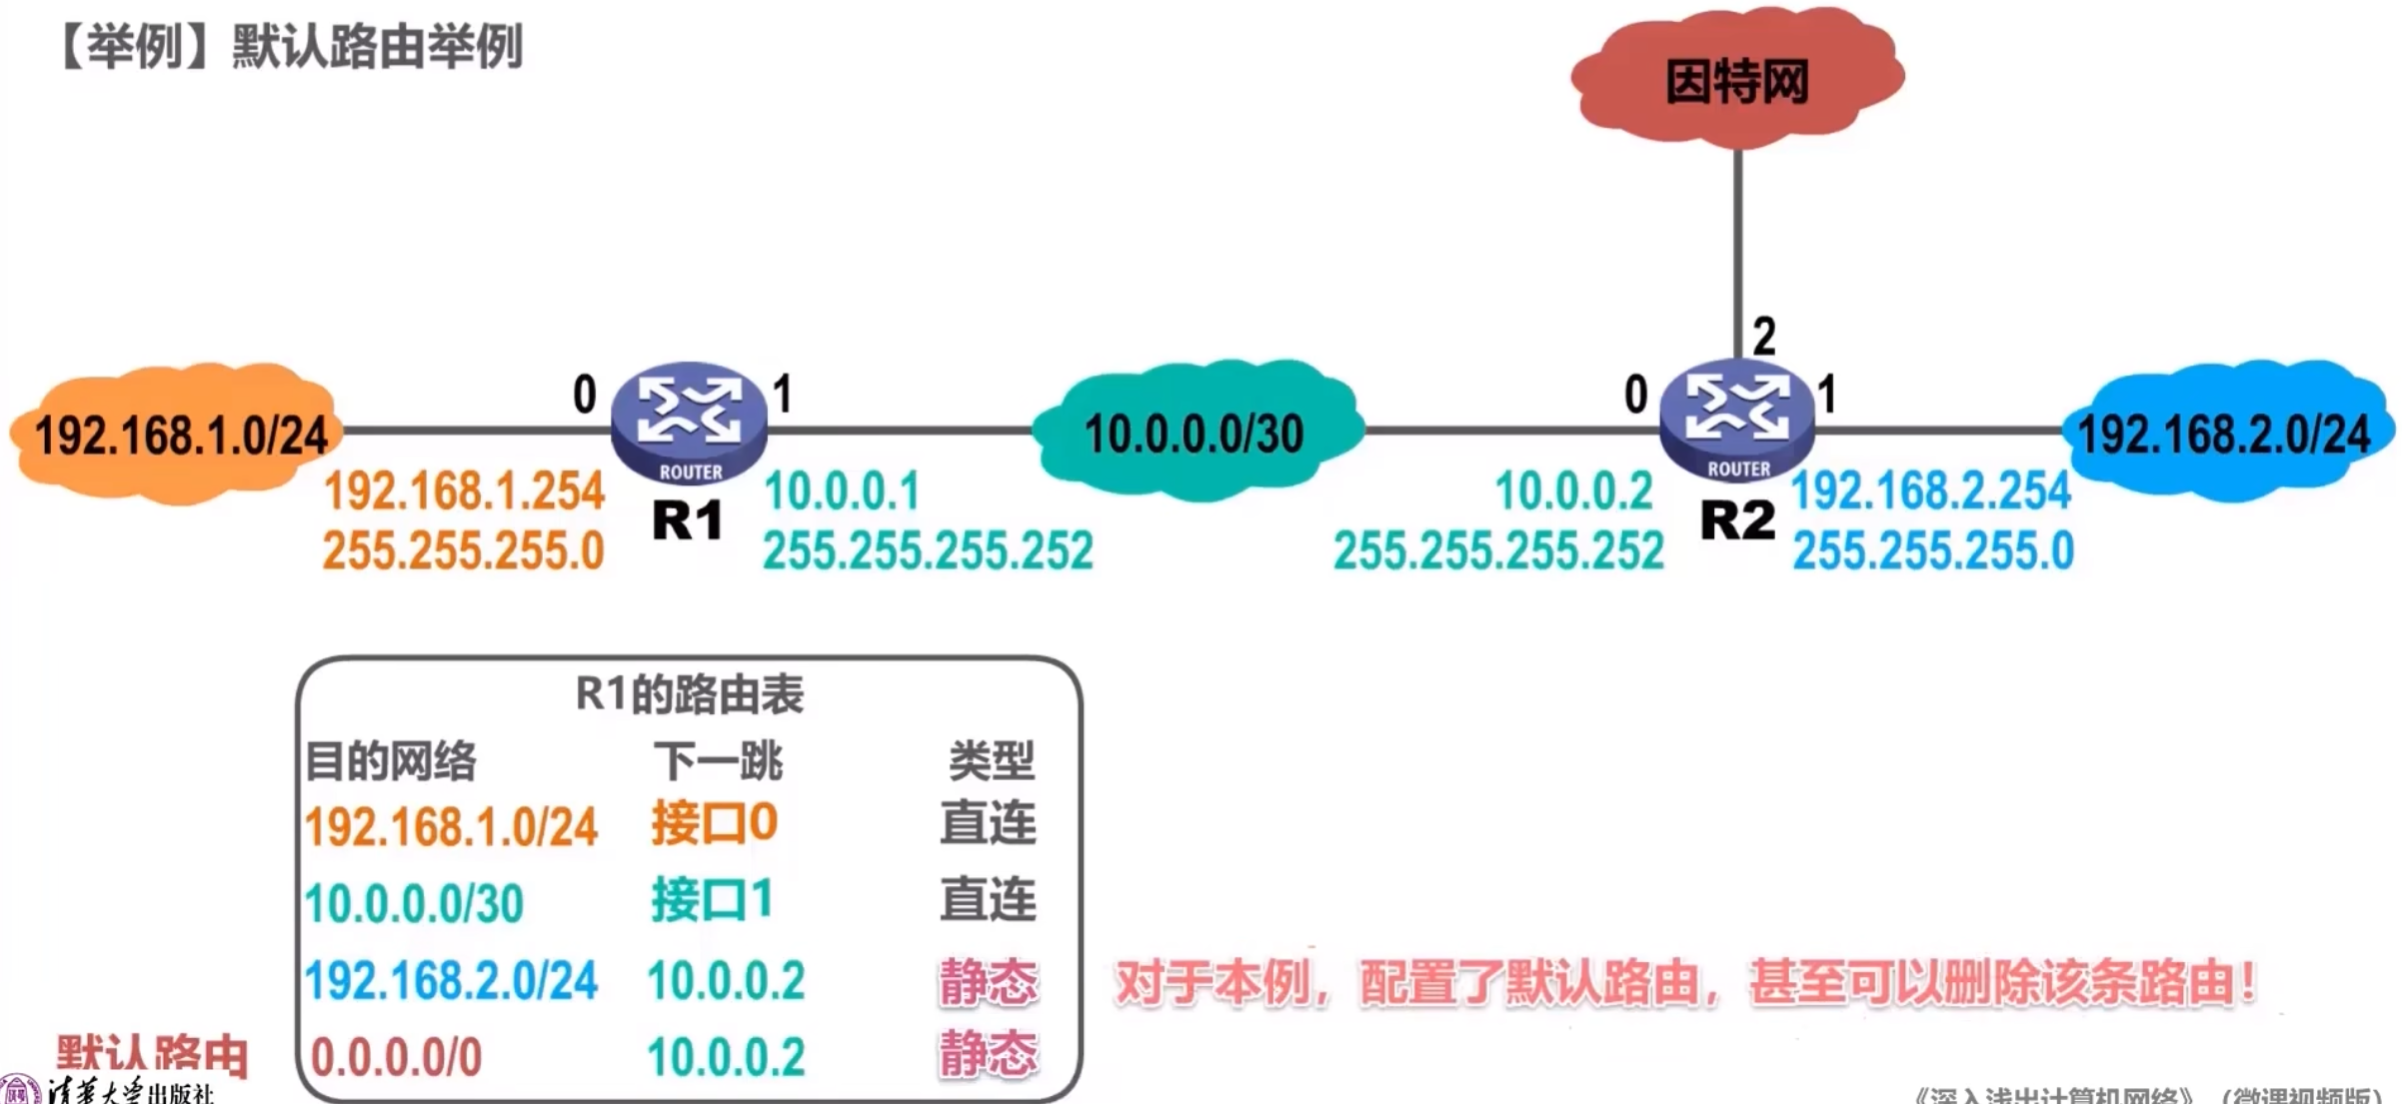 【举例】默认路由举例
因特网
2
0
1
0
1
192.168.1.0/24
ROUTER
10.0.0.0/30
ROUTER
192.168.2.0/24
192.168.1.254
255.255.255.0
R1
10.0.0.1
255.255.255.252
10.0.0.2
255.255.255.252
R2
192.168.2.254
255.255.255.0
R1的路由表
目的网络 下一跳 类型
192.168.1.0/24 接口0 直连
10.0.0.0/30 接口1 直连
192.168.2.0/24 10.0.0.2 静态 对于本例，配置了默认路由，甚至可以删除该条路由！
默认路由 0.0.0.0/0 10.0.0.2 静态
清华大学出版社
《深入浅出计算机网络》（微课视频版）